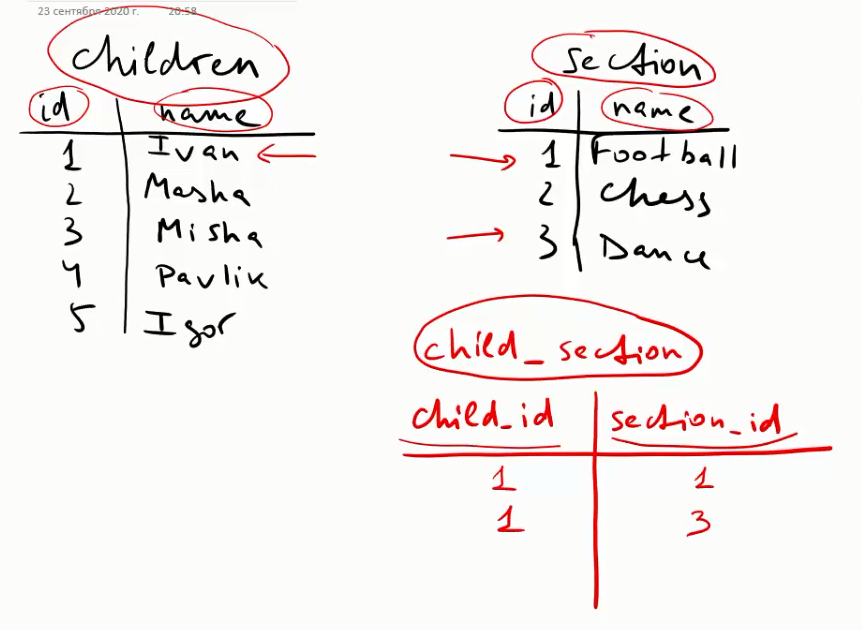 23 сентября 2020 г. 20:58
children
id name
1 Ivan
2 Masha
3 Misha
4 Pavlik
5 Igor
section
id name
1 Football
2 Chess
3 Dance
child_section
child_id section_id
1 1
1 3